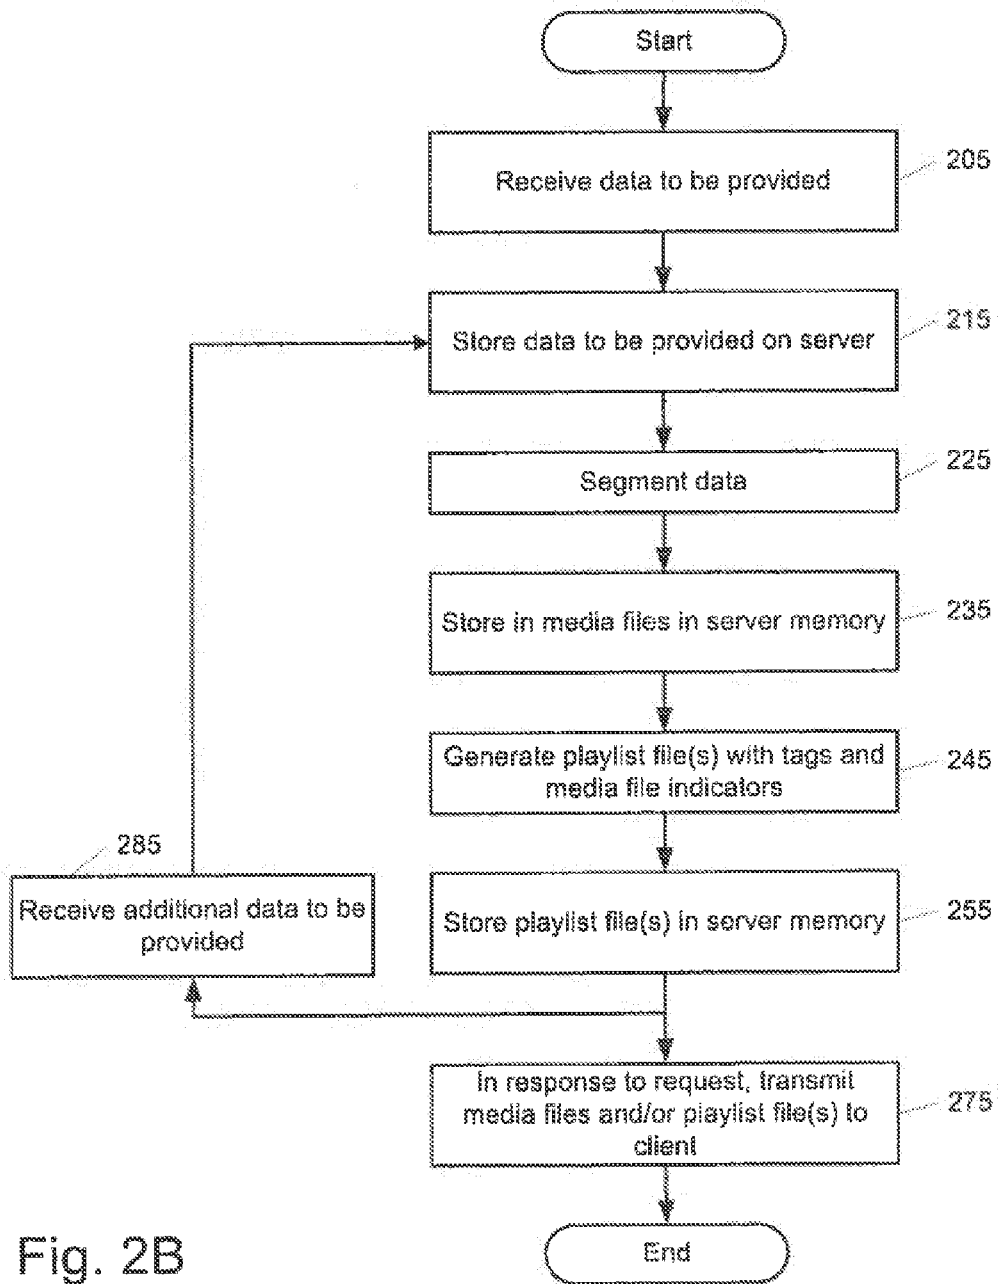 Start
Receive data to be provided
205
Store data to be provided on server
215
Segment data
225
Store in media files in server memory
235
Generate playlist file(s) with tags and
media file indicators
245
285
Receive additional data to be
provided
Store playlist file(s) in server memory
255
In response to request, transmit
media files and/or playlist file(s) to
client
275
End
Fig. 2B